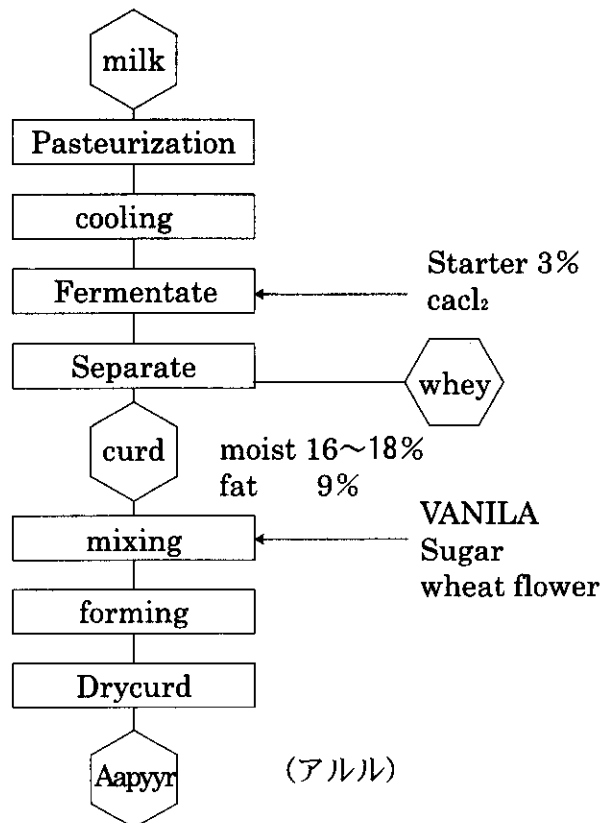 milk
Pasteurization
cooling
Fermentate
Starter 3%
cacl₂
Separate
whey
curd
moist 16～18%
fat 9%
mixing
VANILA
Sugar
wheat flower
forming
Drycurd
Aapyyr
(アルル)